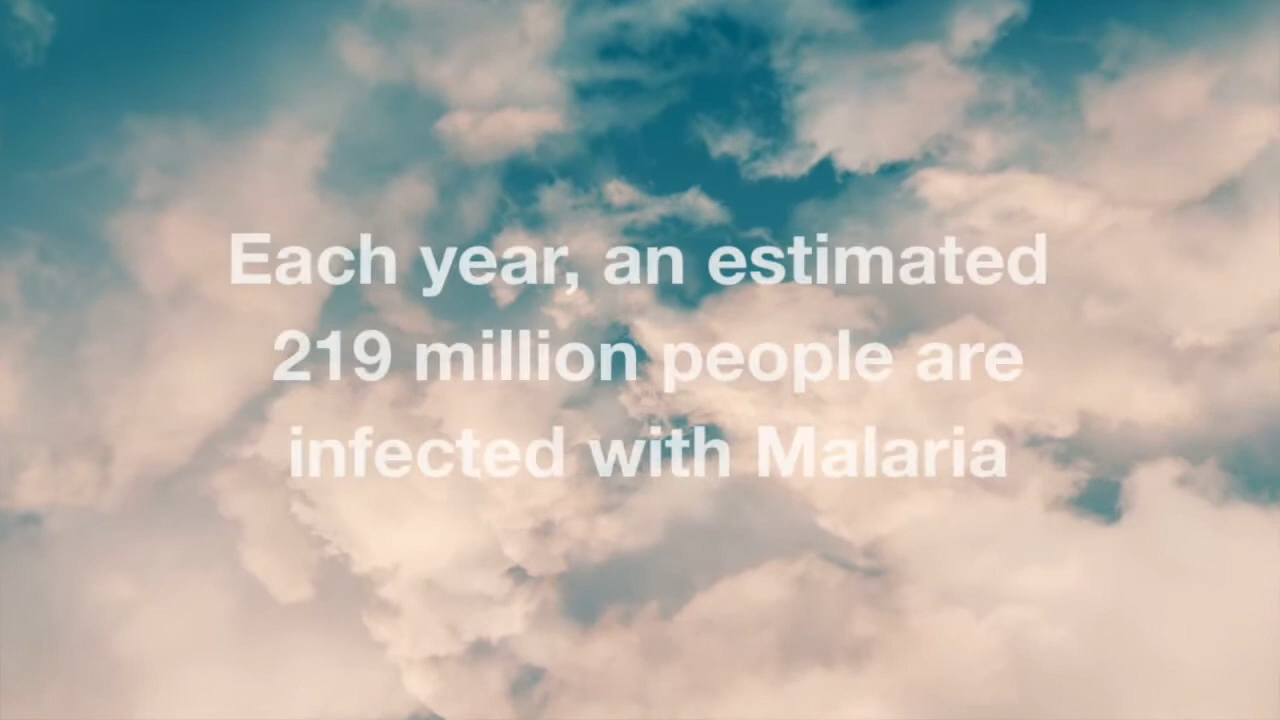 Each year, an estimated
219 million people are
infected with Malaria